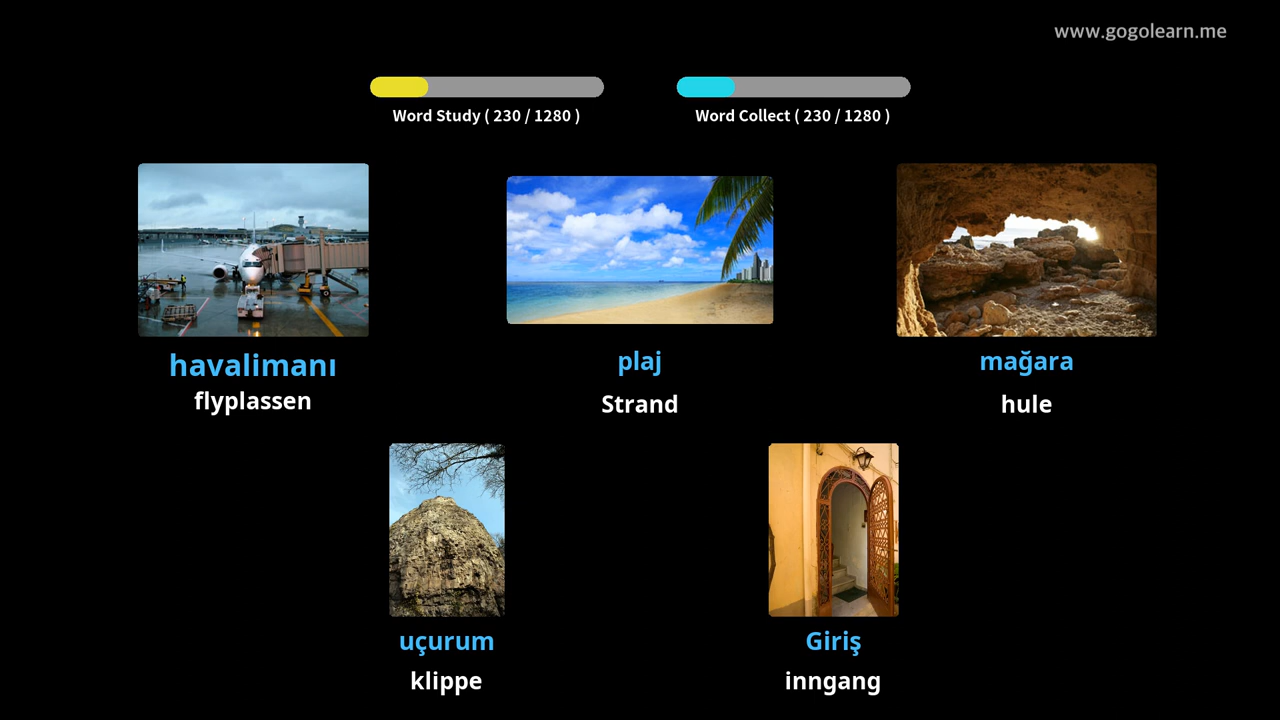 www.gogolearn.me
Word Study ( 230 / 1280 )
Word Collect ( 230 / 1280 )
havalimanı
flyplassen
plaj
Strand
mağara
hule
uçurum
klippe
Giriş
inngang